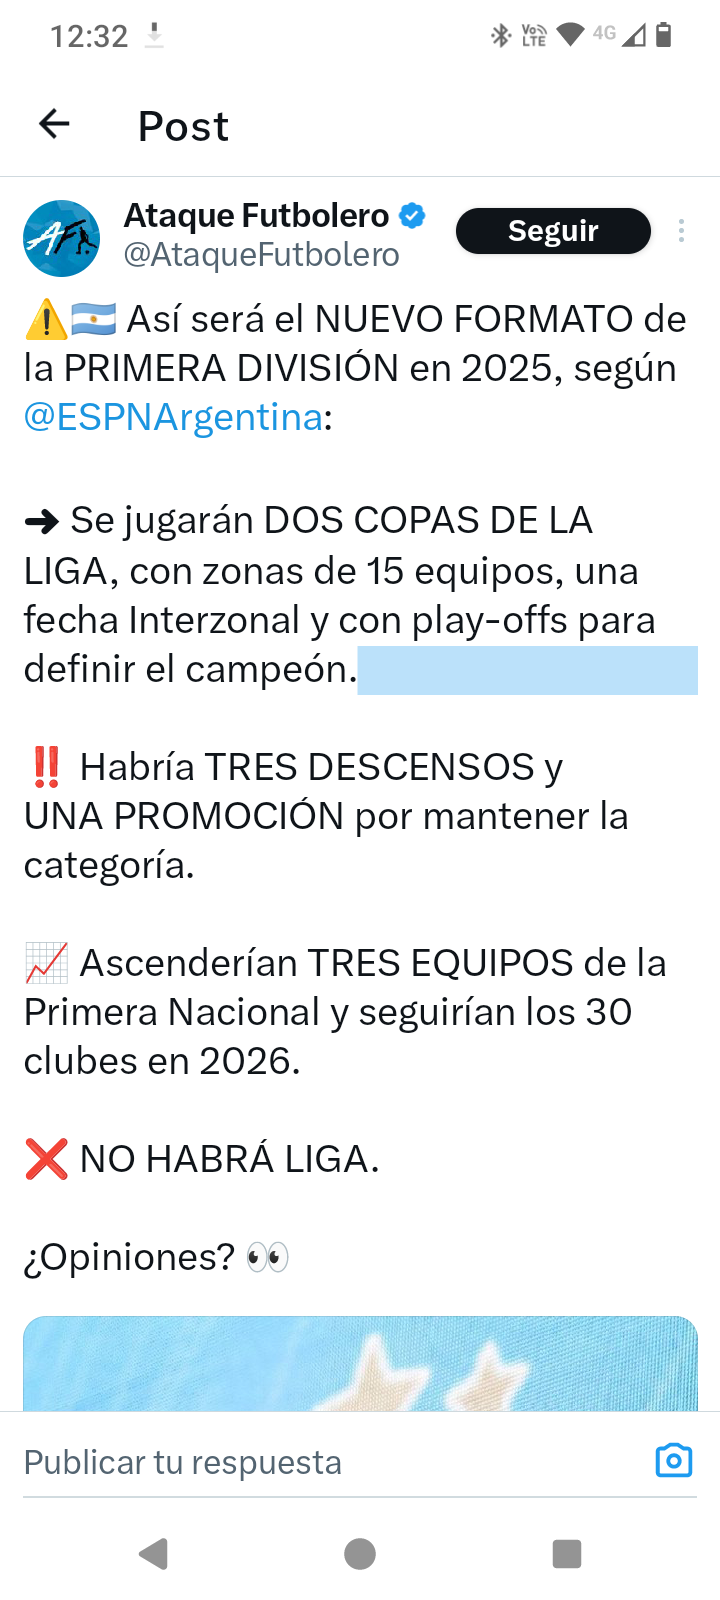 12:32
VoLTE 4G
Post
Ataque Futbolero
@AtaqueFutbolero
Seguir
⚠️🇦🇷 Así será el NUEVO FORMATO de
la PRIMERA DIVISIÓN en 2025, según
@ESPNArgentina:
➜ Se jugarán DOS COPAS DE LA
LIGA, con zonas de 15 equipos, una
fecha Interzonal y con play-offs para
definir el campeón.
‼️ Habría TRES DESCENSOS y
UNA PROMOCIÓN por mantener la
categoría.
📈 Ascenderían TRES EQUIPOS de la
Primera Nacional y seguirían los 30
clubes en 2026.
❌ NO HABRÁ LIGA.
¿Opiniones? 👀
Publicar tu respuesta